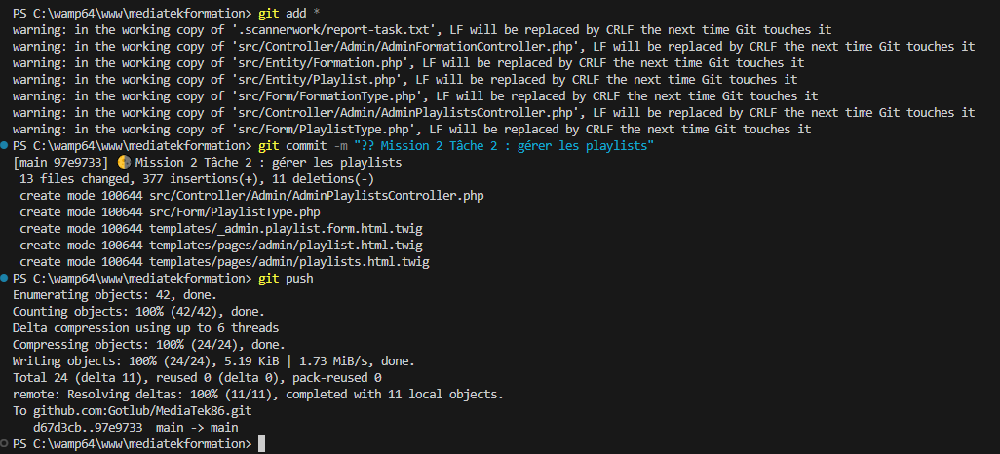 PS C:\wamp64\www\mediatekformation> git add *
warning: in the working copy of '.scannerwork/report-task.txt', LF will be replaced by CRLF the next time Git touches it
warning: in the working copy of 'src/Controller/Admin/AdminFormationController.php', LF will be replaced by CRLF the next time Git touches it
warning: in the working copy of 'src/Entity/Formation.php', LF will be replaced by CRLF the next time Git touches it
warning: in the working copy of 'src/Entity/Playlist.php', LF will be replaced by CRLF the next time Git touches it
warning: in the working copy of 'src/Form/FormationType.php', LF will be replaced by CRLF the next time Git touches it
warning: in the working copy of 'src/Controller/Admin/AdminPlaylistsController.php', LF will be replaced by CRLF the next time Git touches it
warning: in the working copy of 'src/Form/PlaylistType.php', LF will be replaced by CRLF the next time Git touches it
PS C:\wamp64\www\mediatekformation> git commit -m "?? Mission 2 Tâche 2 : gérer les playlists"
[main 97e9733] 🌗 Mission 2 Tâche 2 : gérer les playlists
 13 files changed, 377 insertions(+), 11 deletions(-)
 create mode 100644 src/Controller/Admin/AdminPlaylistsController.php
 create mode 100644 src/Form/PlaylistType.php
 create mode 100644 templates/_admin.playlist.form.html.twig
 create mode 100644 templates/pages/admin/playlist.html.twig
 create mode 100644 templates/pages/admin/playlists.html.twig
PS C:\wamp64\www\mediatekformation> git push
Enumerating objects: 42, done.
Counting objects: 100% (42/42), done.
Delta compression using up to 6 threads
Compressing objects: 100% (24/24), done.
Writing objects: 100% (24/24), 5.19 KiB | 1.73 MiB/s, done.
Total 24 (delta 11), reused 0 (delta 0), pack-reused 0
remote: Resolving deltas: 100% (11/11), completed with 11 local objects.
To github.com:Gotlub/MediaTek86.git
   d67d3cb..97e9733  main -> main
PS C:\wamp64\www\mediatekformation>